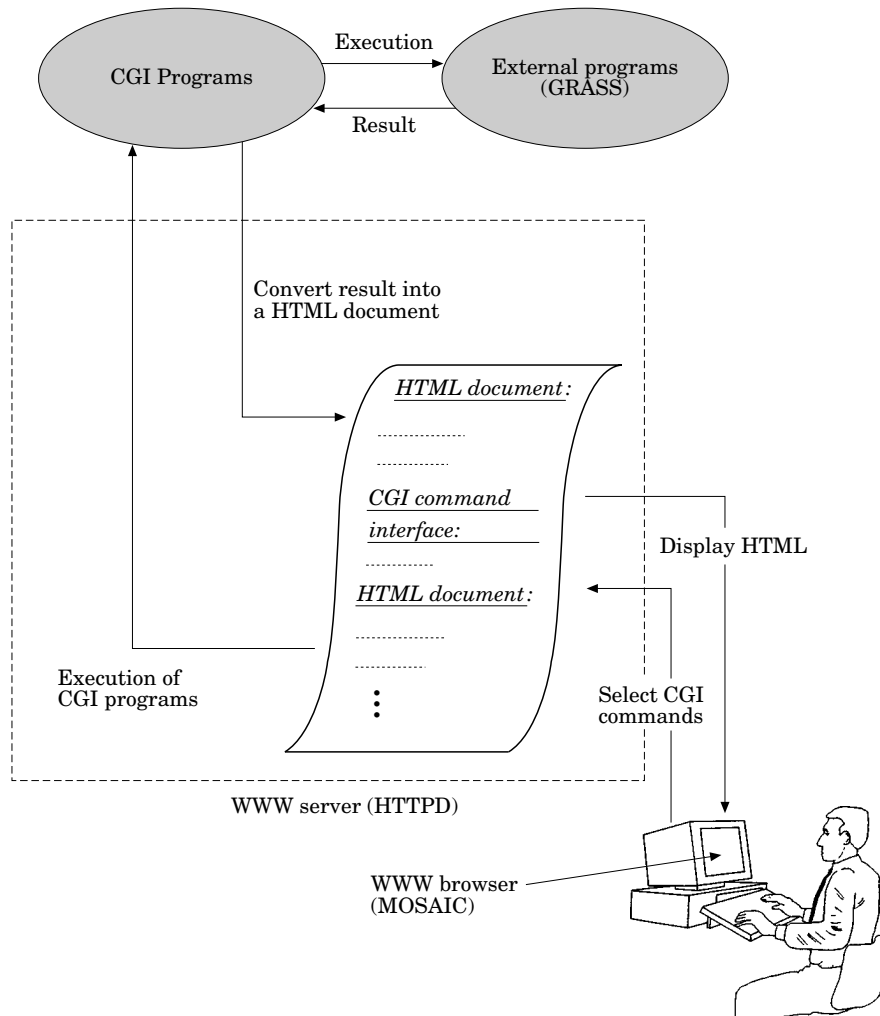 Execution
CGI Programs
External programs
(GRASS)
Result
Convert result into
a HTML document
HTML document:
CGI command
interface:
HTML document:
Display HTML
Execution of
CGI programs
Select CGI
commands
WWW server (HTTPD)
WWW browser
(MOSAIC)